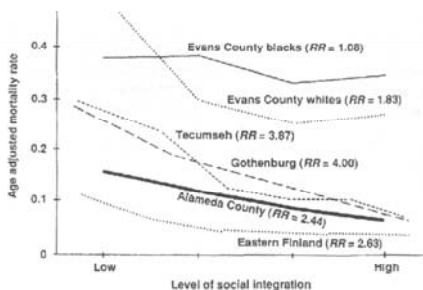 0.4
Evans County blacks (RR = 1.08)
0.3
Evans County whites (RR = 1.83)
Tecumseh (RR = 3.87)
0.2
Gothenburg (RR = 4.00)
0.1
Alameda County (RR = 2.44)
Eastern Finland (RR = 2.63)
0
Low
High
Level of social integration
Age adjusted mortality rate